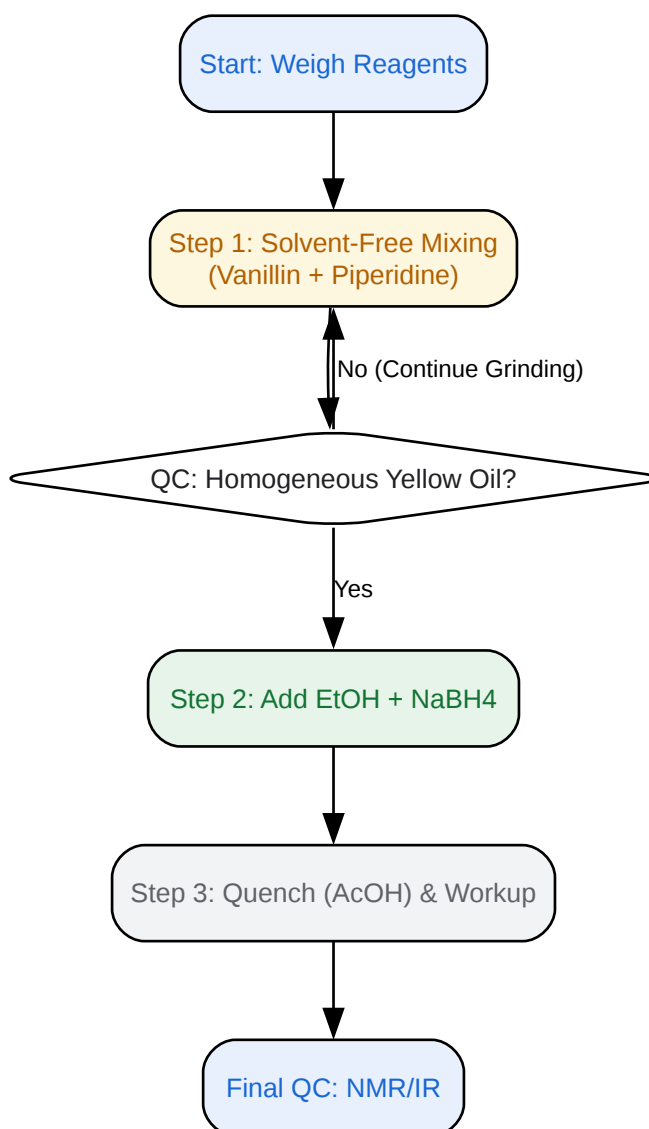 Start: Weigh Reagents
Step 1: Solvent-Free Mixing
(Vanillin + Piperidine)
No (Continue Grinding)
QC: Homogeneous Yellow Oil?
Yes
Step 2: Add EtOH + NaBH4
Step 3: Quench (AcOH) & Workup
Final QC: NMR/IR